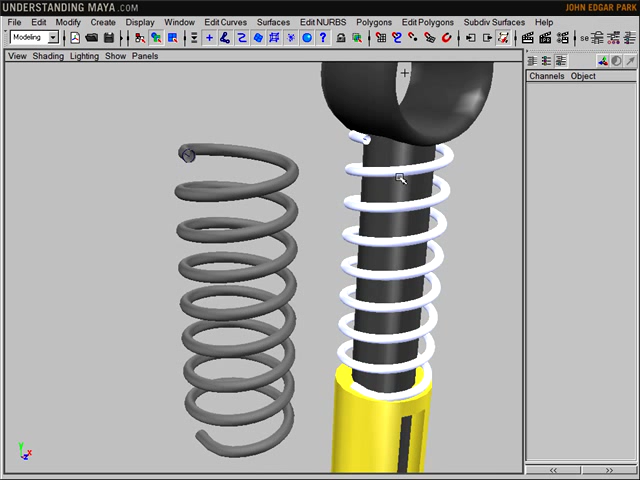 UNDERSTANDING MAYA.COM
JOHN EDGAR PARK
File Edit Modify Create Display Window Edit Curves Surfaces Edit NURBS Polygons Edit Polygons Subdiv Surfaces Help
Modeling
se
View Shading Lighting Show Panels
Channels Object
<< >>
y x z